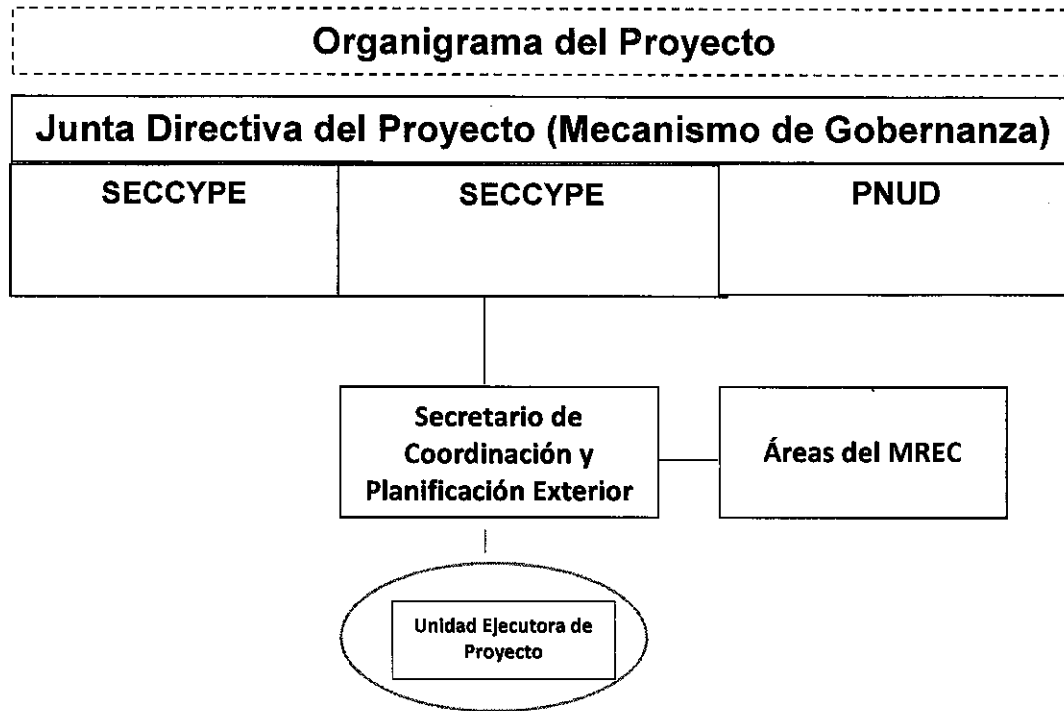 Organigrama del Proyecto
Junta Directiva del Proyecto (Mecanismo de Gobernanza)
SECCYPE
SECCYPE
PNUD
Secretario de
Coordinación y
Planificación Exterior
Áreas del MREC
Unidad Ejecutora de
Proyecto